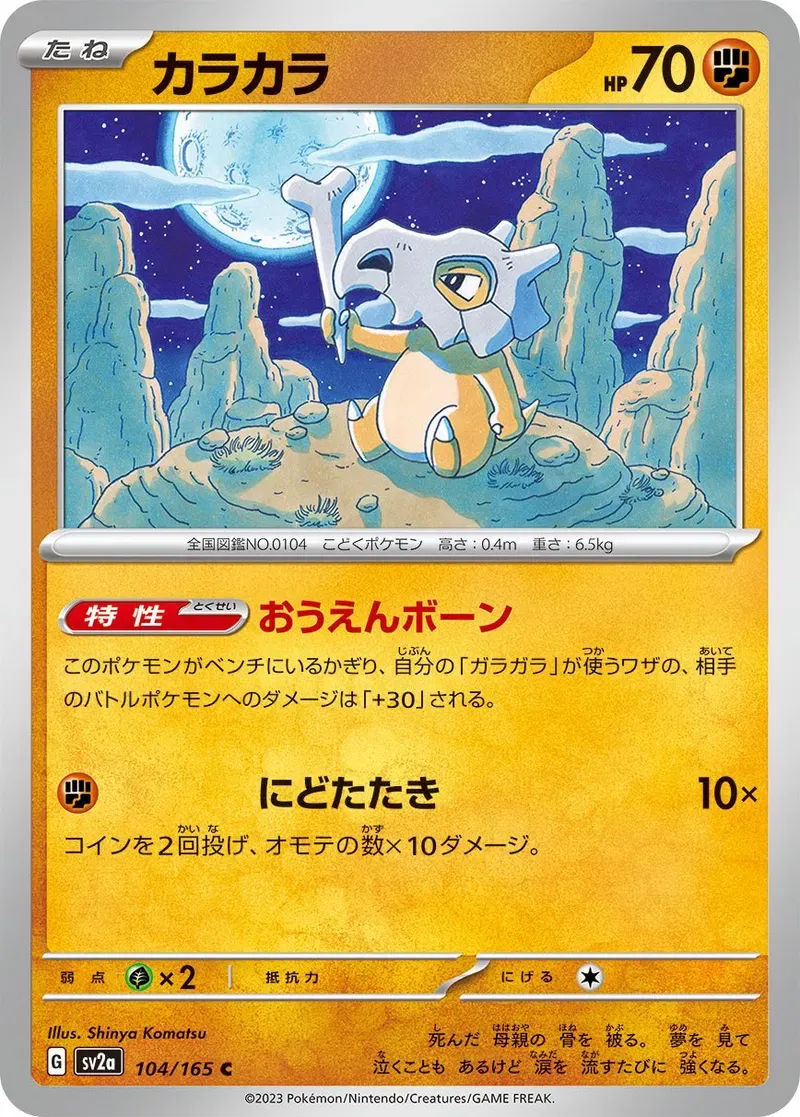 たね カラカラ HP 70
全国図鑑NO.0104 こどくポケモン 高さ:0.4m 重さ:6.5kg
特性 とくせい おうえんボーン
このポケモンがベンチにいるかぎり、自分の「ガラガラ」が使うワザの、相手
のバトルポケモンへのダメージは「+30」される。
にどたたき 10×
コインを2回投げ、オモテの数×10ダメージ。
弱点 ×2 抵抗力 にげる
Illus. Shinya Komatsu
死んだ 母親の 骨を 被る。夢を 見て
泣くことも あるけど 涙を 流すたびに 強くなる。
G sv2a 104/165 C
©2023 Pokémon/Nintendo/Creatures/GAME FREAK.